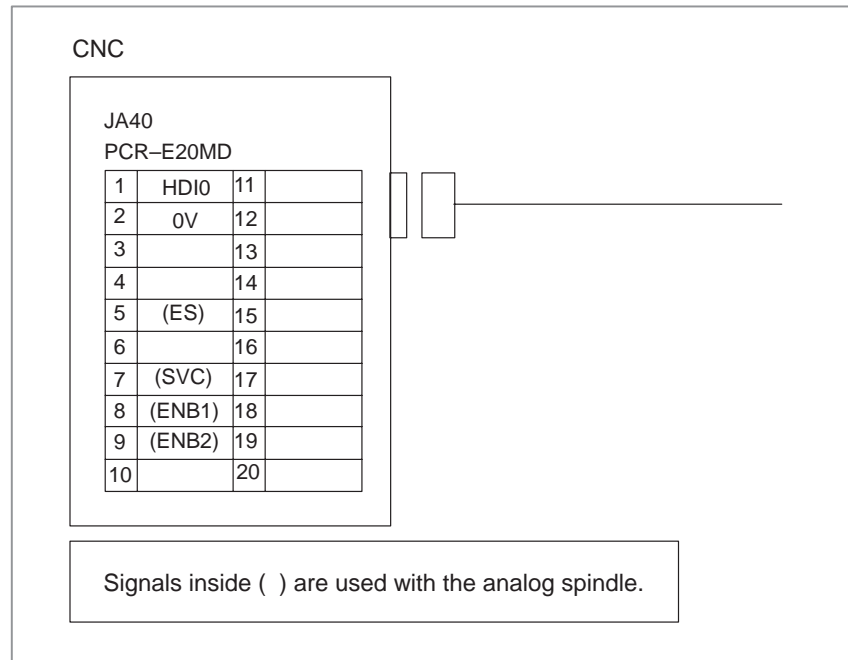 CNC
JA40
PCR–E20MD
1 HDI0 11
2 0V 12
3 13
4 14
5 (ES) 15
6 16
7 (SVC) 17
8 (ENB1) 18
9 (ENB2) 19
10 20
Signals inside ( ) are used with the analog spindle.